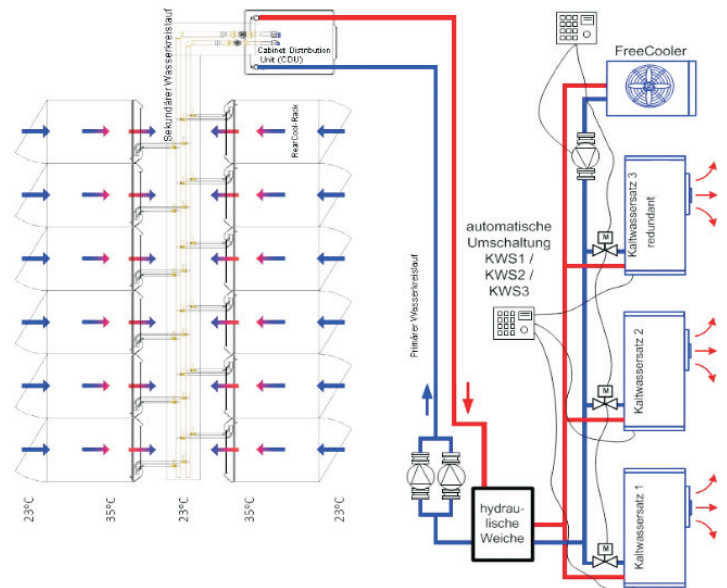 Sekundärer Wasserkreislauf
Cabinet Distribution
Unit (CDU)
RearCool-Rack
FreeCooler
M
Kaltwassersatz 3
redundant
automatische
Umschaltung
KWS1 /
KWS2 /
KWS3
Primärer Wasserkreislauf
M
Kaltwassersatz 2
M
Kaltwassersatz 1
hydrau-
lische
Weiche
23°C
35°C
23°C
35°C
23°C